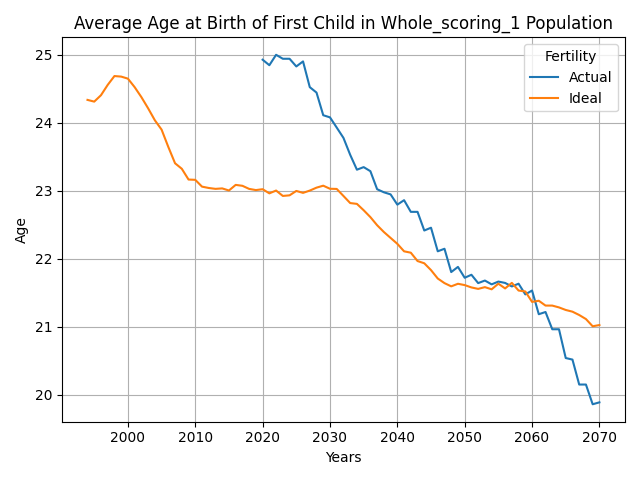 Average Age at Birth of First Child in Whole_scoring_1 Population
Fertility
Actual
Ideal
Age
25
24
23
22
21
20
2000 2010 2020 2030 2040 2050 2060 2070
Years